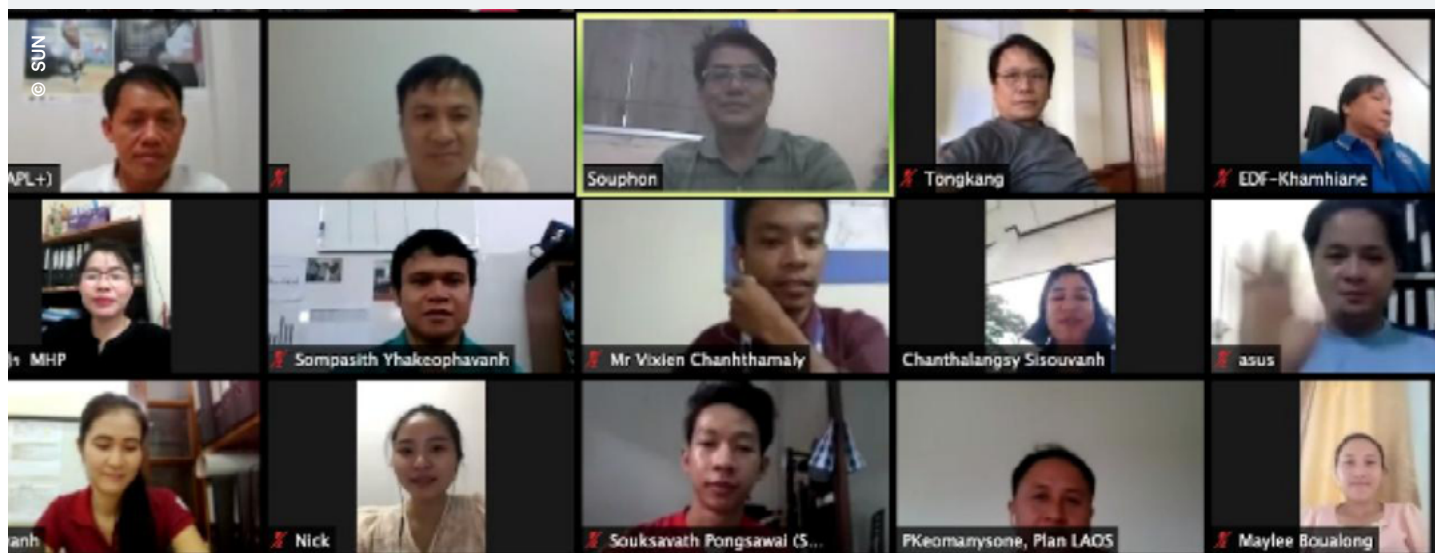 © SUN
APL+)
Souphon
Tongkang
EDF-Khamhiane
MHP
Sompasith Yhakeophavanh
Mr Vixien Chanhthamaly
Chanthalangsy Sisouvanh
asus
vanh
Nick
Souksavath Pongsawai (S...
PKeomanysone, Plan LAOS
Maylee Boualong